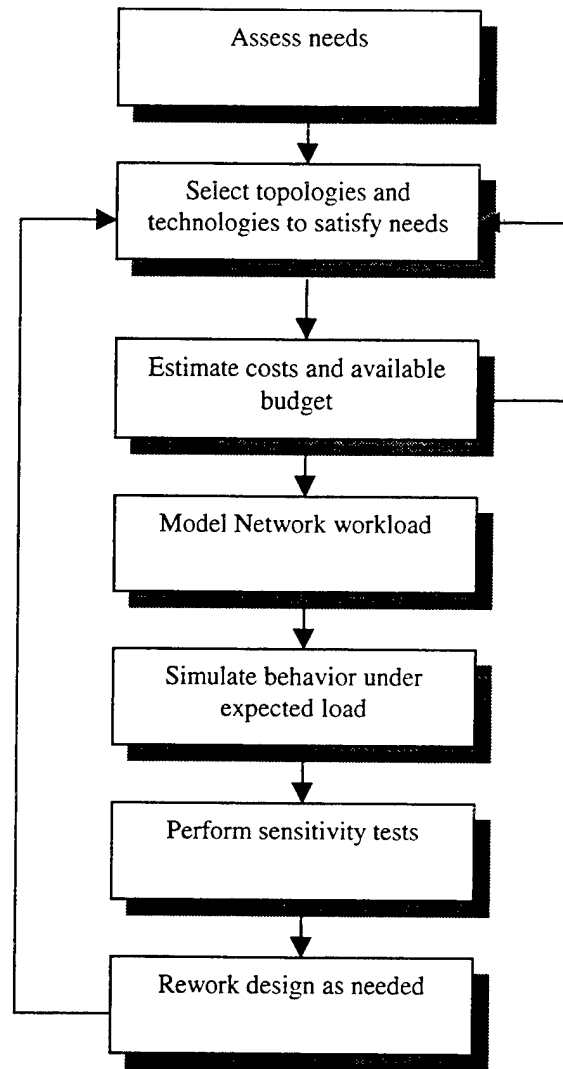 Assess needs
Select topologies and
technologies to satisfy needs
Estimate costs and available
budget
Model Network workload
Simulate behavior under
expected load
Perform sensitivity tests
Rework design as needed